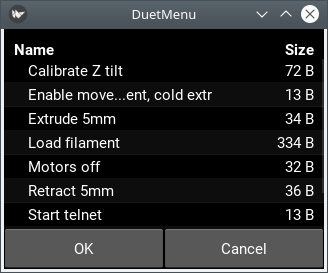 DuetMenu
Name Size
Calibrate Z tilt 72 B
Enable move...ent, cold extr 13 B
Extrude 5mm 34 B
Load filament 334 B
Motors off 32 B
Retract 5mm 36 B
Start telnet 13 B
OK Cancel